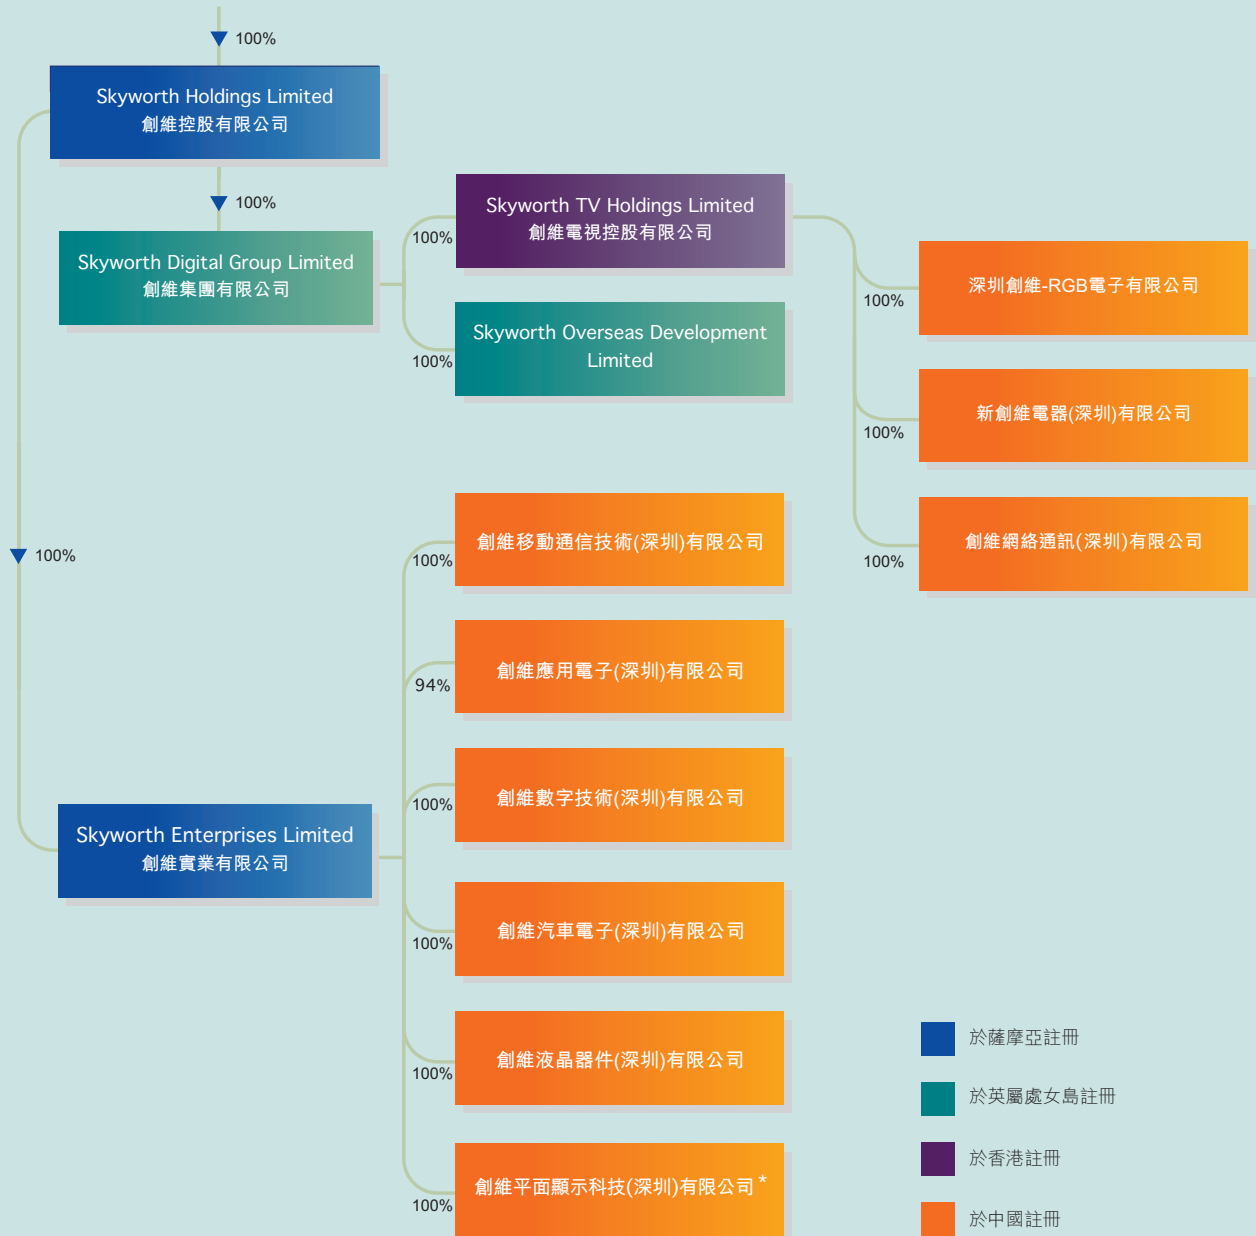 100%
Skyworth Holdings Limited
創維控股有限公司
100%
Skyworth Digital Group Limited
創維集團有限公司
100%
Skyworth TV Holdings Limited
創維電視控股有限公司
100%
Skyworth Overseas Development
Limited
100%
深圳創維-RGB電子有限公司
100%
新創維電器(深圳)有限公司
100%
創維網絡通訊(深圳)有限公司
100%
Skyworth Enterprises Limited
創維實業有限公司
100%
創維移動通信技術(深圳)有限公司
94%
創維應用電子(深圳)有限公司
100%
創維數字技術(深圳)有限公司
100%
創維汽車電子(深圳)有限公司
100%
創維液晶器件(深圳)有限公司
100%
創維平面顯示科技(深圳)有限公司*
於薩摩亞註冊
於英屬處女島註冊
於香港註冊
於中國註冊